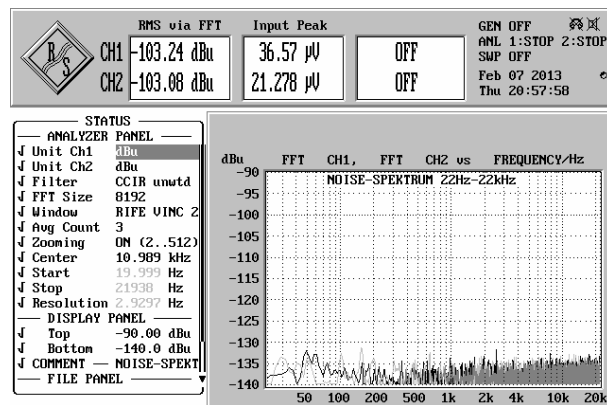 RMS via FFT Input Peak
R S CH1 -103.24 dBu 36.57 µV OFF
CH2 -103.08 dBu 21.278 µV OFF
GEN OFF
ANL 1:STOP 2:STOP
SWP OFF
Feb 07 2013
Thu 20:57:58
STATUS
ANALYZER PANEL
Unit Ch1 dBu
Unit Ch2 dBu
Filter CCIR unwtd
FFT Size 8192
Window RIFE VINC 2
Avg Count 3
Zooming ON (2..512)
Center 10.989 kHz
Start 19.999 Hz
Stop 21938 Hz
Resolution 2.9297 Hz
DISPLAY PANEL
Top -90.00 dBu
Bottom -140.0 dBu
COMMENT — NOISE-SPEKT
FILE PANEL
dBu FFT CH1, FFT CH2 vs FREQUENCY/Hz
NOISE-SPEKTRUM 22Hz-22kHz
-90
-95
-100
-105
-110
-115
-120
-125
-130
-135
-140
50 100 200 500 1k 2k 4k 10k 20k